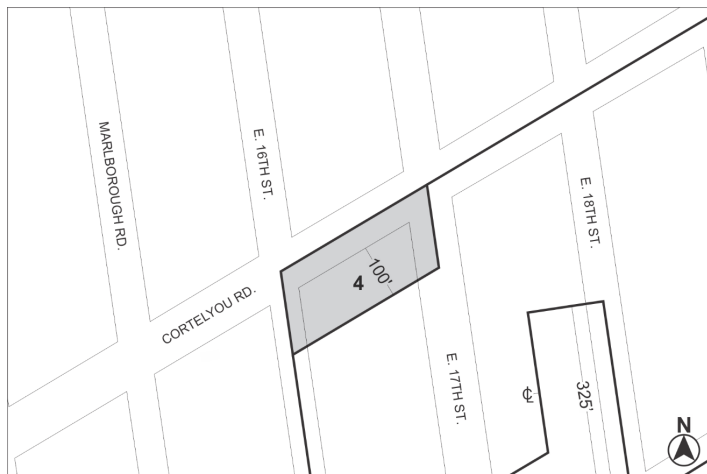 MARLBOROUGH RD.
E. 16TH ST.
E. 18TH ST.
CORTELYOU RD.
4
100'
E. 17TH ST.
℄
325'
N